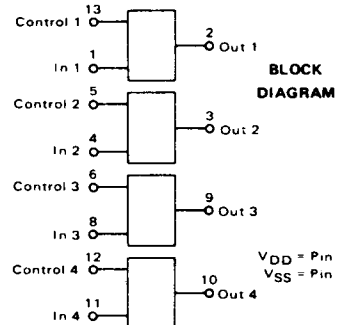 13
Control 1
2
Out 1
1
In 1
BLOCK
DIAGRAM
5
Control 2
3
Out 2
4
In 2
6
Control 3
9
Out 3
8
In 3
VDD = Pin
VSS = Pin
12
Control 4
10
Out 4
11
In 4